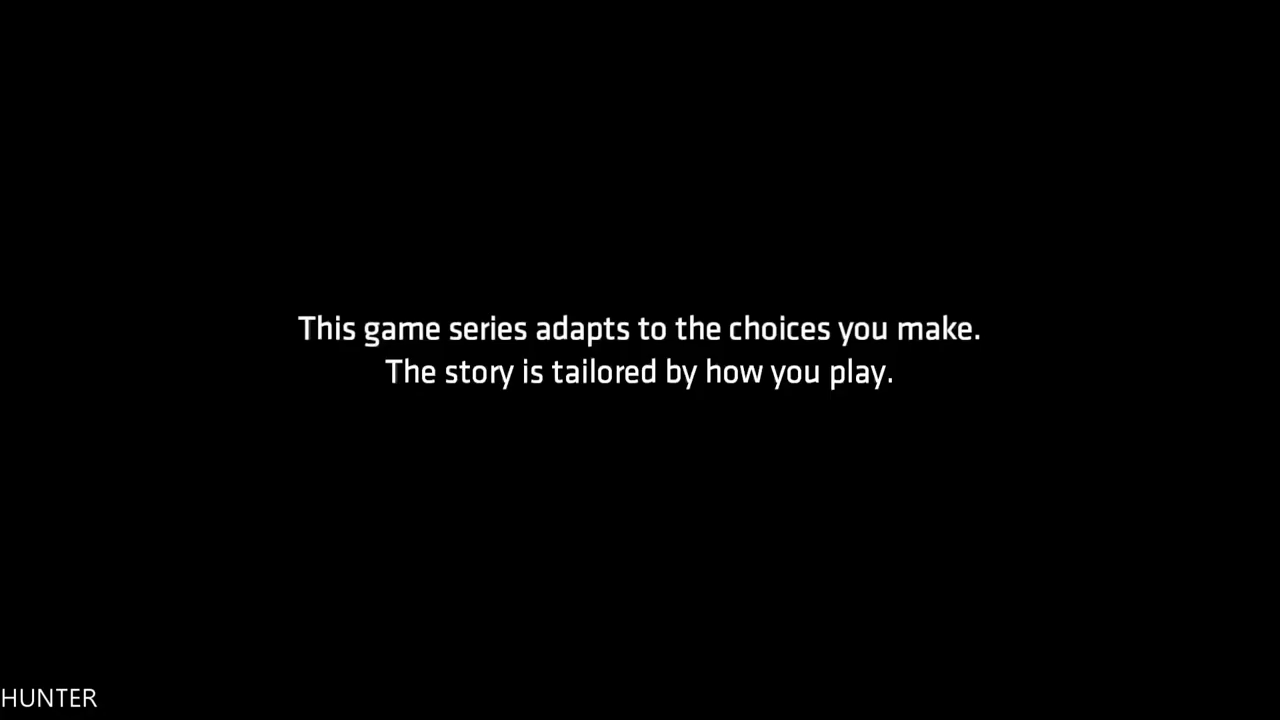 This game series adapts to the choices you make.
The story is tailored by how you play.
HUNTER